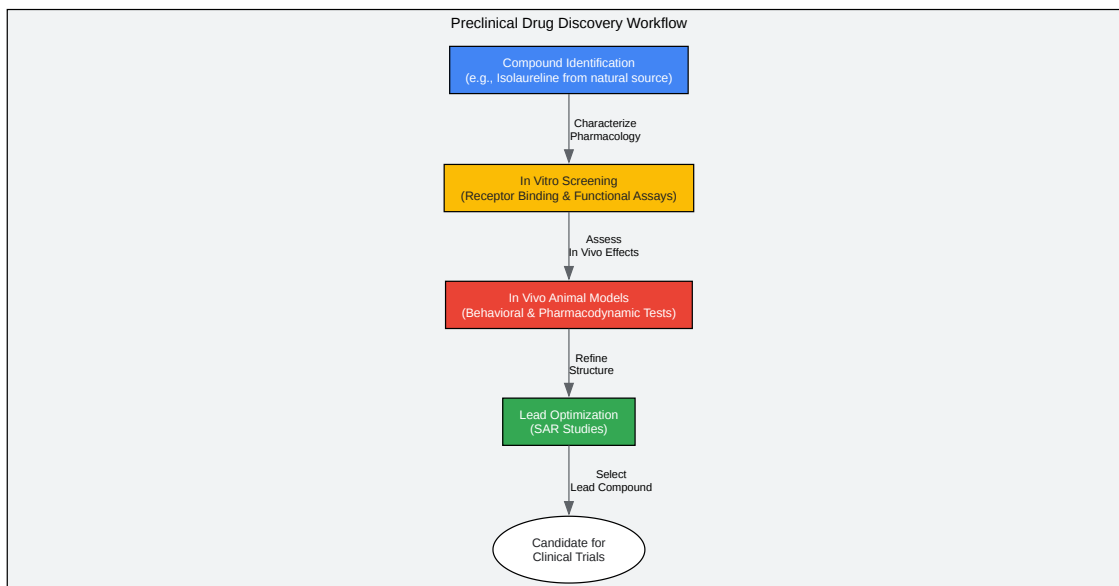 Preclinical Drug Discovery Workflow
Compound Identification
(e.g., Isolaureline from natural source)
Characterize
Pharmacology
In Vitro Screening
(Receptor Binding & Functional Assays)
Assess
In Vivo Effects
In Vivo Animal Models
(Behavioral & Pharmacodynamic Tests)
Refine
Structure
Lead Optimization
(SAR Studies)
Select
Lead Compound
Candidate for
Clinical Trials